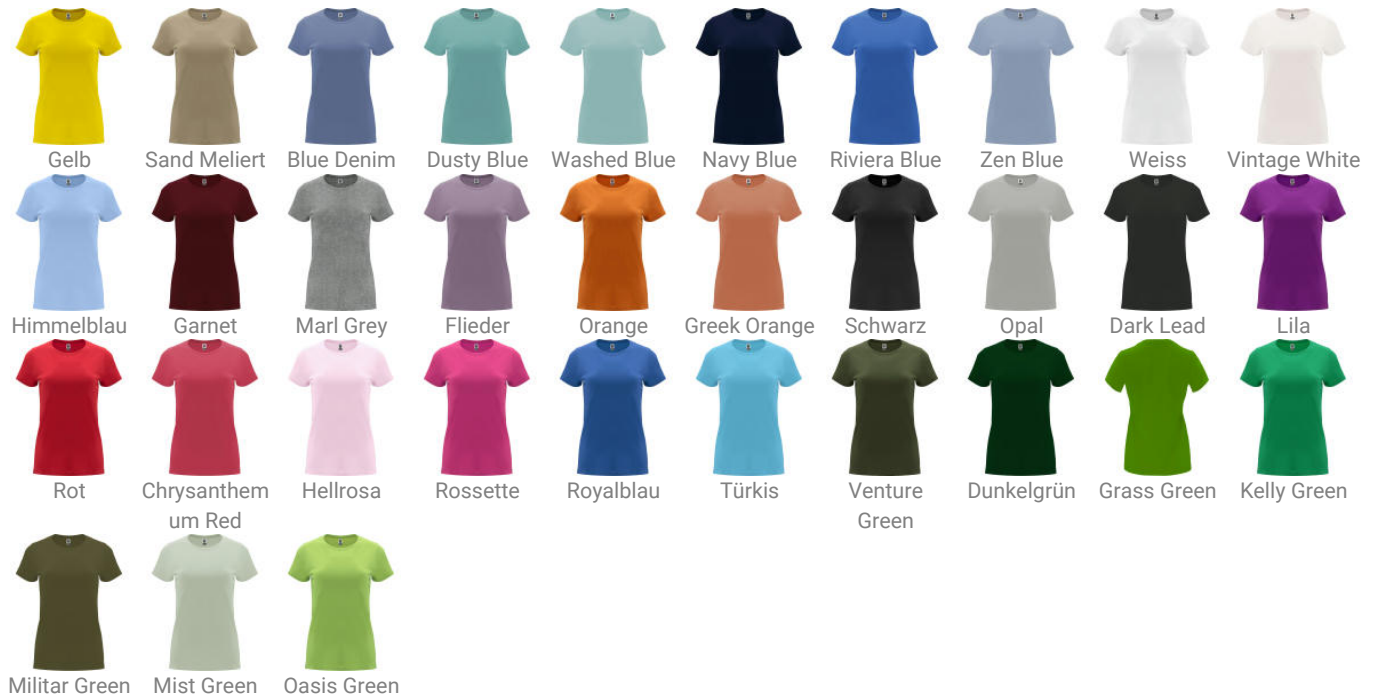 Gelb
Sand Meliert
Blue Denim
Dusty Blue
Washed Blue
Navy Blue
Riviera Blue
Zen Blue
Weiss
Vintage White
Himmelblau
Garnet
Marl Grey
Flieder
Orange
Greek Orange
Schwarz
Opal
Dark Lead
Lila
Rot
Chrysanthem
um Red
Hellrosa
Rossette
Royalblau
Türkis
Venture
Green
Dunkelgrün
Grass Green
Kelly Green
Militar Green
Mist Green
Oasis Green